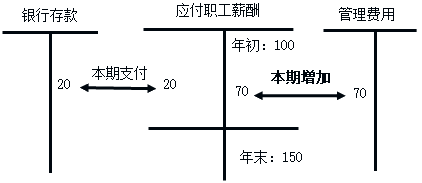 银行存款 应付职工薪酬 管理费用
年初：100
20 本期支付 20 70 本期增加 70
年末：150